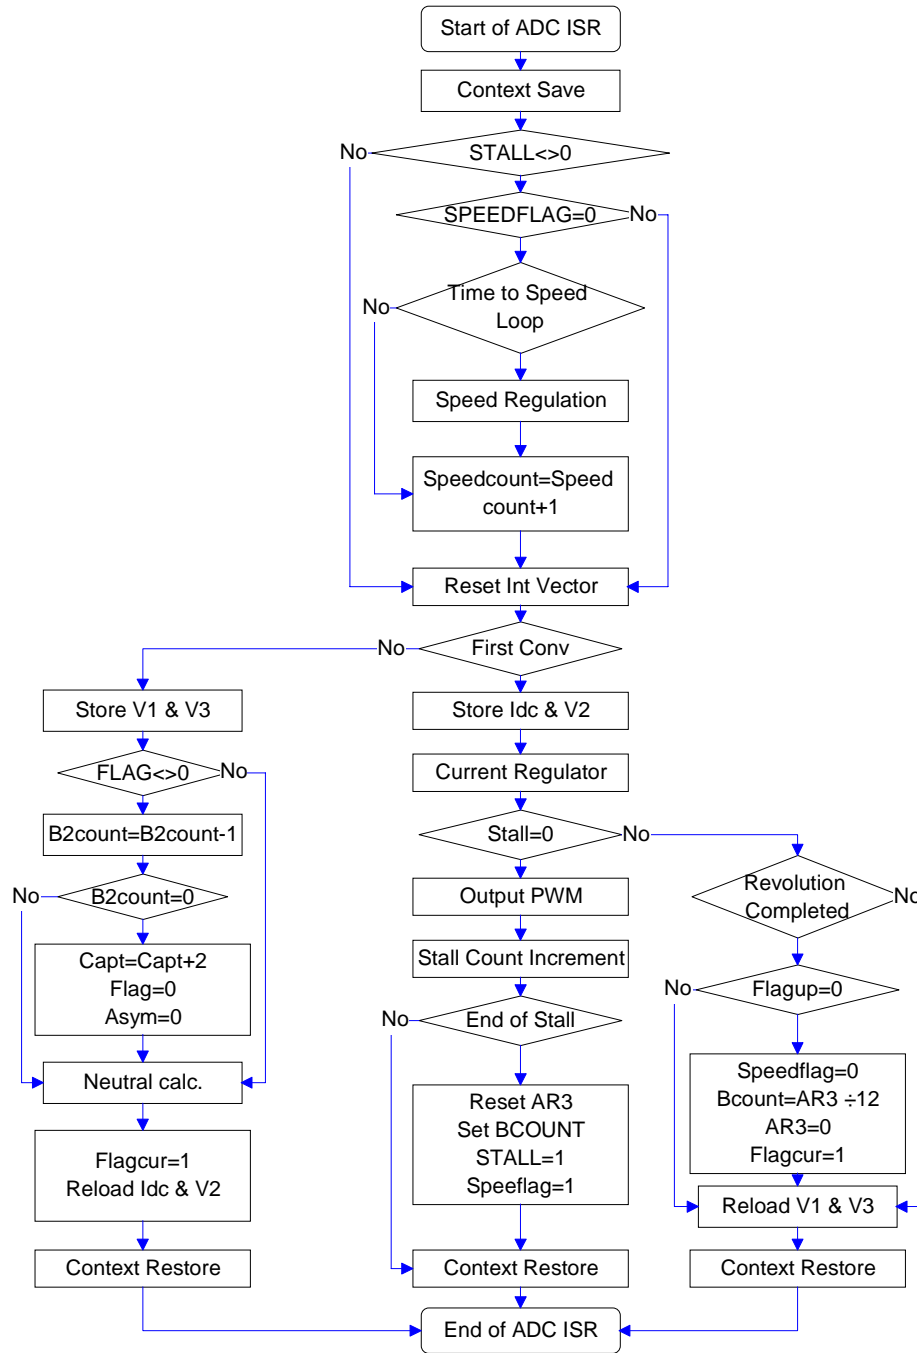 Start of ADC ISR
Context Save
No
STALL<>0
SPEEDFLAG=0
No
No
Time to Speed
Loop
Speed Regulation
Speedcount=Speed
count+1
Reset Int Vector
No
First Conv
Store V1 & V3
Store Idc & V2
FLAG<>0
No
Current Regulator
B2count=B2count-1
Stall=0
No
No
B2count=0
Output PWM
Revolution
Completed
No
Capt=Capt+2
Flag=0
Asym=0
Stall Count Increment
No
End of Stall
No
Flagup=0
Neutral calc.
Reset AR3
Set BCOUNT
STALL=1
Speeflag=1
Speedflag=0
Bcount=AR3 ÷12
AR3=0
Flagcur=1
Flagcur=1
Reload Idc & V2
Reload V1 & V3
Context Restore
Context Restore
Context Restore
End of ADC ISR